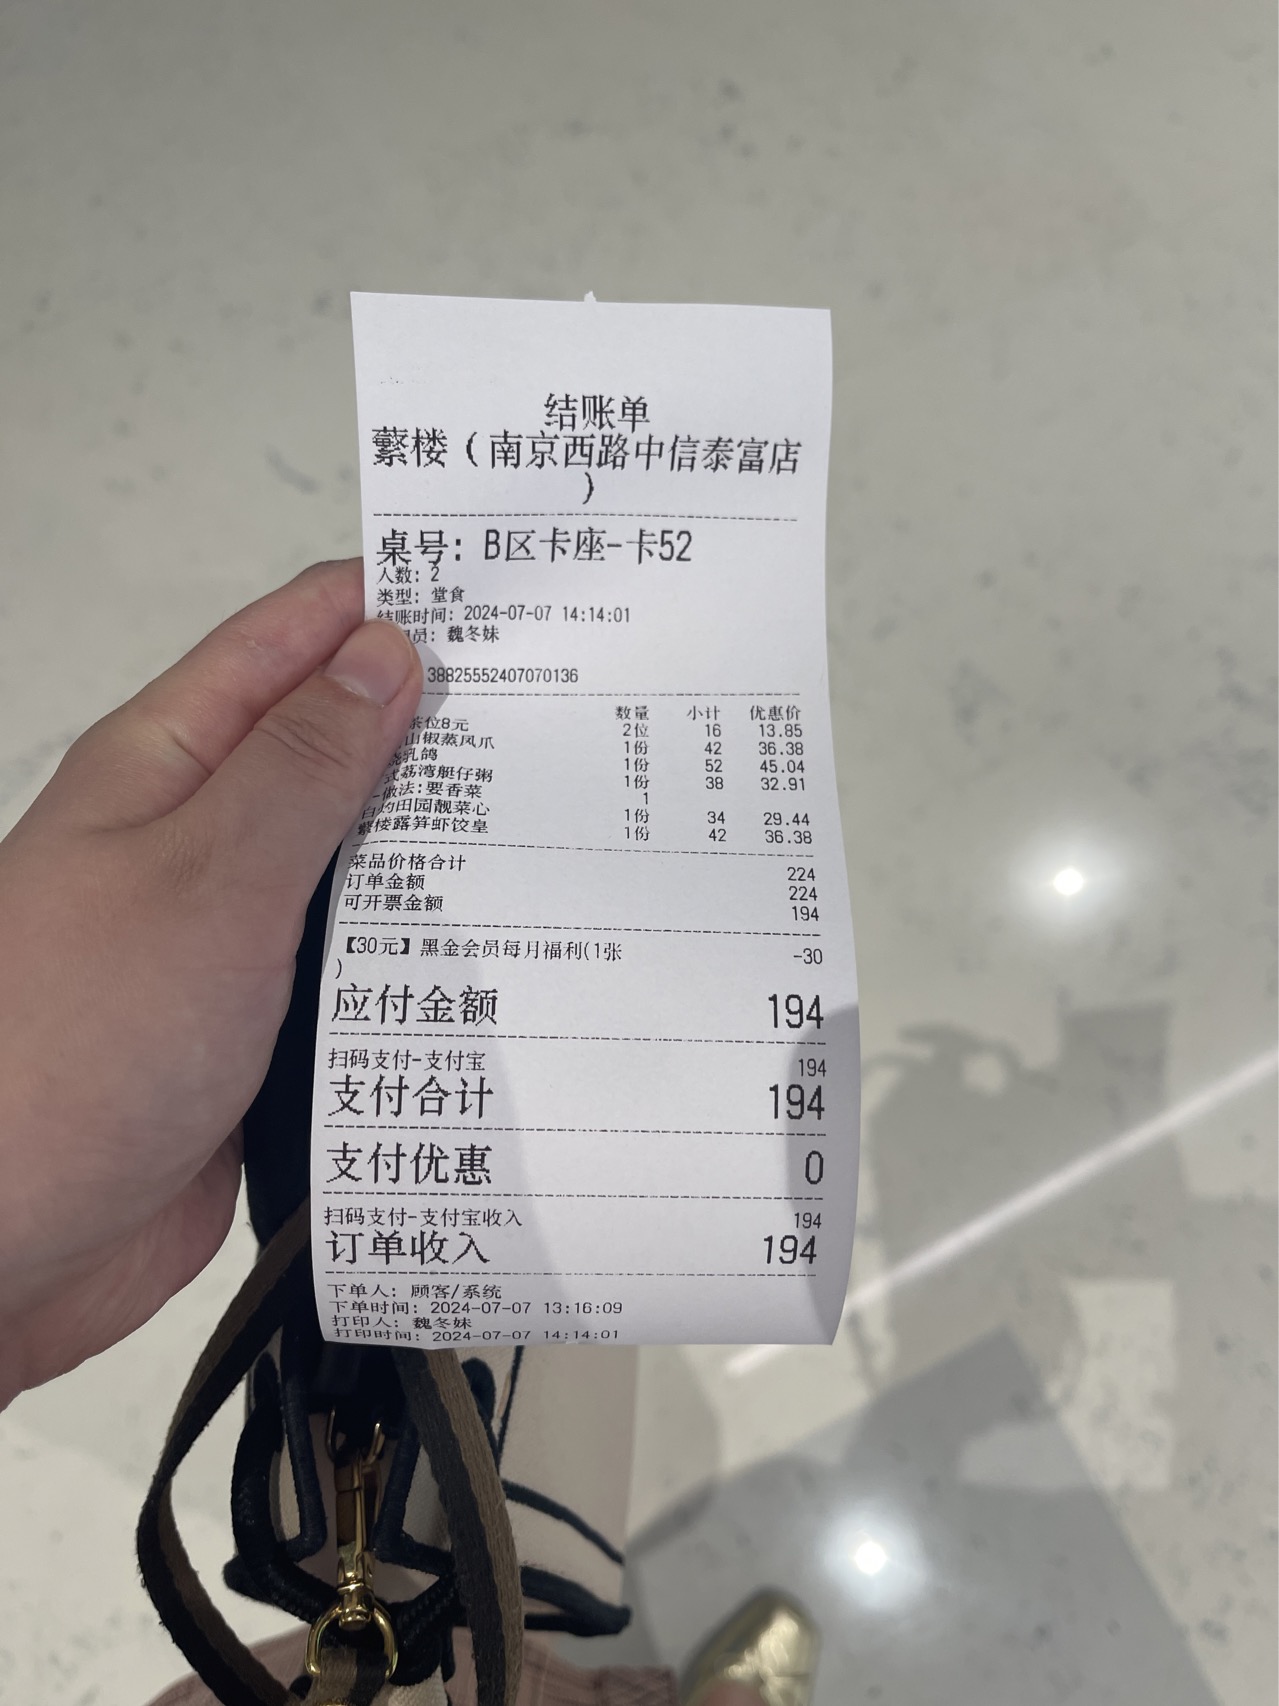 结账单
蘩楼（南京西路中信泰富店
）
桌号: B区卡座-卡52
人数: 2
类型: 堂食
结账时间: 2024-07-07 14:14:01
员: 魏冬妹
38825552407070136
数量 小计 优惠价
茶位8元 2位 16 13.85
山椒蒸凤爪 1份 42 36.38
乳鸽 1份 52 45.04
式荔湾艇仔粥 1份 38 32.91
做法:要香菜 1
白灼田园靓菜心 1份 34 29.44
蘩楼露笋虾饺皇 1份 42 36.38
菜品价格合计 224
订单金额 224
可开票金额 194
【30元】黑金会员每月福利(1张 -30
)
应付金额 194
扫码支付-支付宝 194
支付合计 194
支付优惠 0
扫码支付-支付宝收入 194
订单收入 194
下单人: 顾客/系统
下单时间: 2024-07-07 13:16:09
打印人: 魏冬妹
打印时间: 2024-07-07 14:14:01